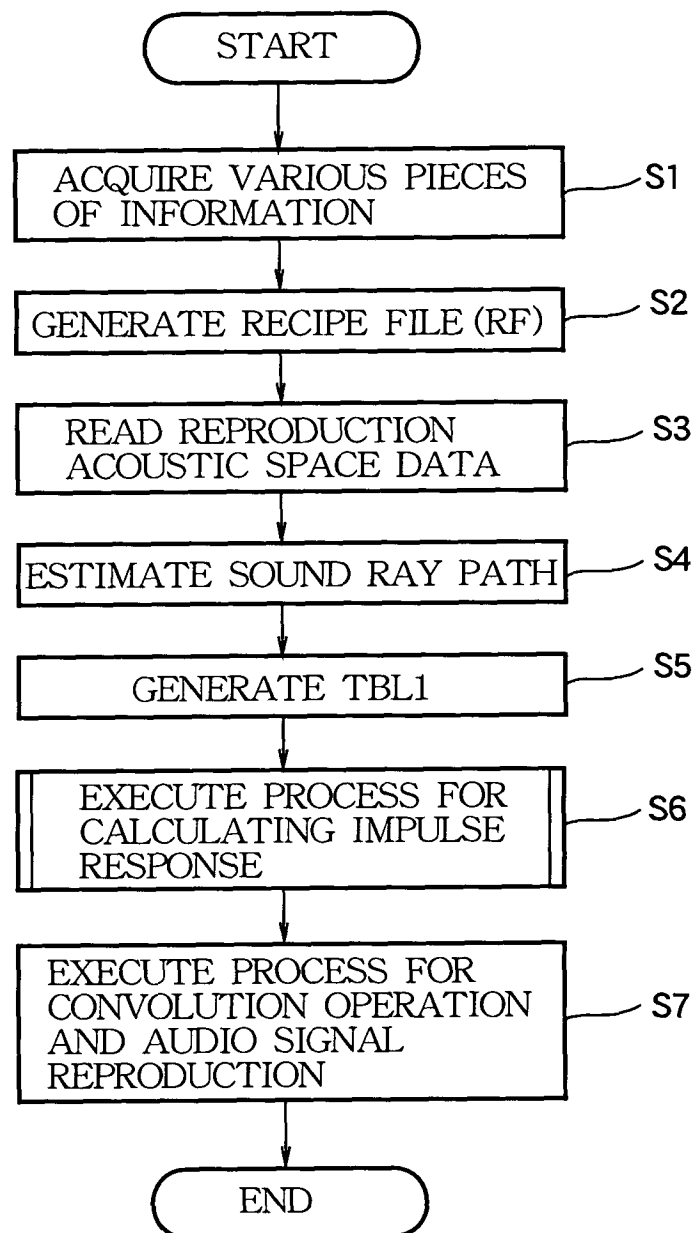 START
ACQUIRE VARIOUS PIECES
OF INFORMATION
S1
GENERATE RECIPE FILE (RF)
S2
READ REPRODUCTION
ACOUSTIC SPACE DATA
S3
ESTIMATE SOUND RAY PATH
S4
GENERATE TBL1
S5
EXECUTE PROCESS FOR
CALCULATING IMPULSE
RESPONSE
S6
EXECUTE PROCESS FOR
CONVOLUTION OPERATION
AND AUDIO SIGNAL
REPRODUCTION
S7
END